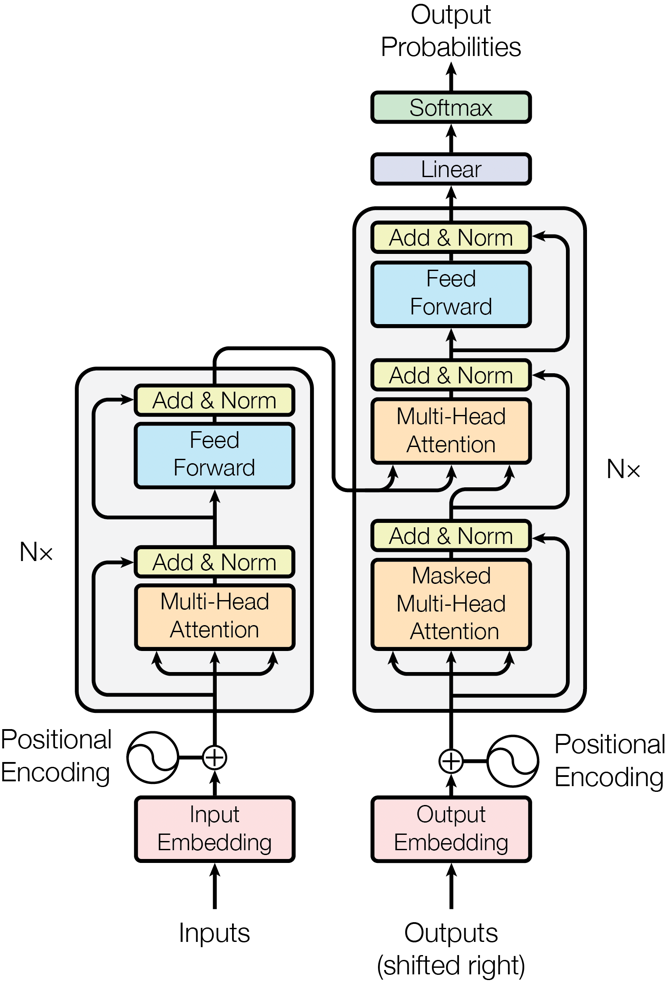 Output
Probabilities
Softmax
Linear
Add & Norm
Feed
Forward
Add & Norm
Multi-Head
Attention
Add & Norm
Masked
Multi-Head
Attention
Nx
Add & Norm
Feed
Forward
Add & Norm
Multi-Head
Attention
N×
Positional
Encoding
Positional
Encoding
Input
Embedding
Output
Embedding
Inputs
Outputs
(shifted right)